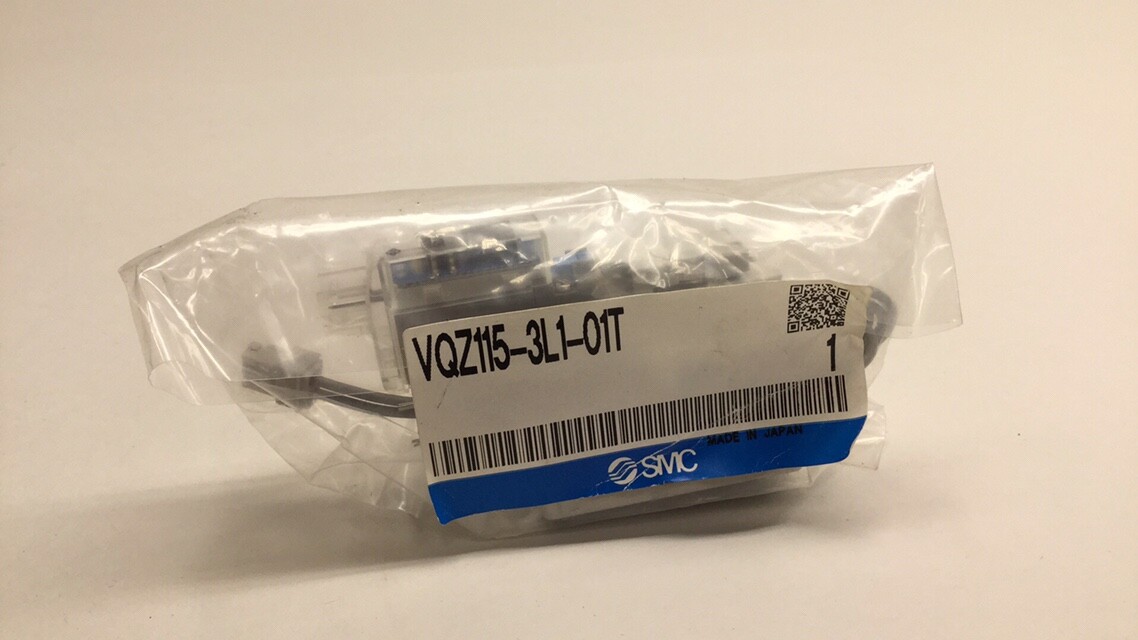 VQZ115-3L1-01T
1
MADE IN JAPAN
SMC